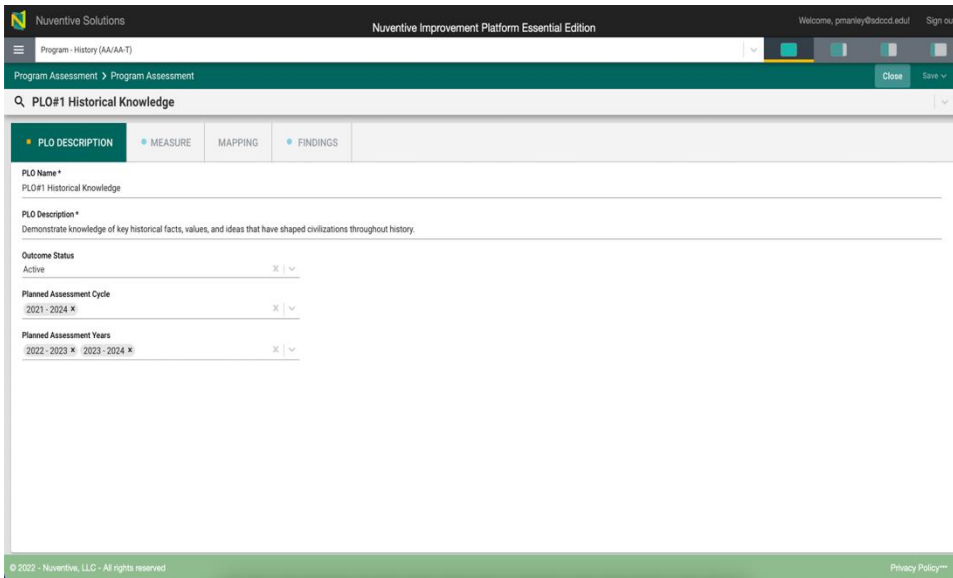 Nuventive Solutions
Nuventive Improvement Platform Essential Edition
Welcome, pmanley@sdccd.edu! Sign ou
Program - History (AA/AA-T)
Program Assessment > Program Assessment
Close Save
PLO#1 Historical Knowledge
PLO DESCRIPTION MEASURE MAPPING FINDINGS
PLO Name *
PLO#1 Historical Knowledge
PLO Description *
Demonstrate knowledge of key historical facts, values, and ideas that have shaped civilizations throughout history.
Outcome Status
Active
Planned Assessment Cycle
2021 - 2024 ×
Planned Assessment Years
2022 - 2023 × 2023 - 2024 ×
© 2022 - Nuventive, LLC - All rights reserved
Privacy Policy